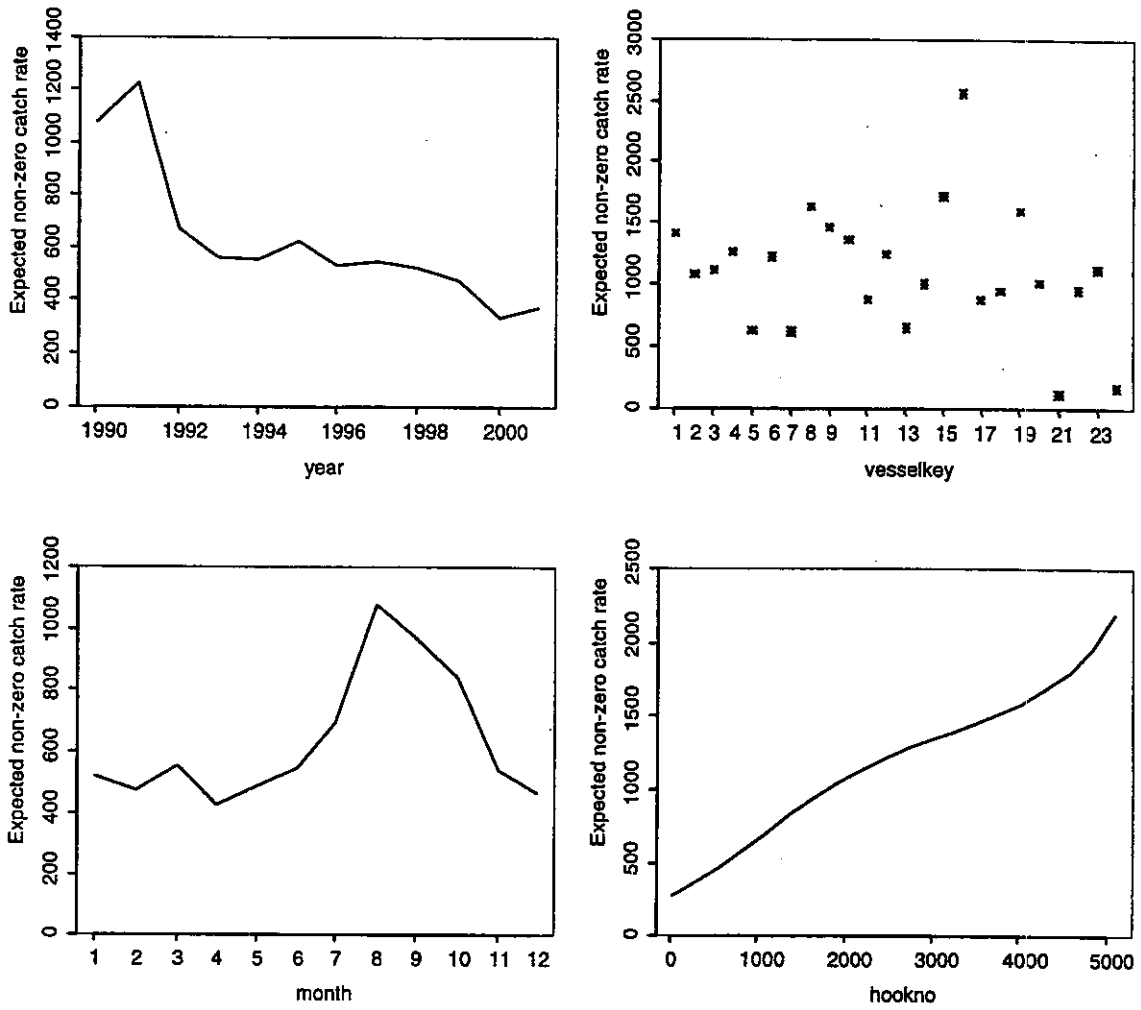 Expected non-zero catch rate
0 200 400 600 800 1000 1200 1400
1990 1992 1994 1996 1998 2000
year
Expected non-zero catch rate
0 500 1000 1500 2000 2500 3000
1 2 3 4 5 6 7 8 9 11 13 15 17 19 21 23
vesselkey
Expected non-zero catch rate
0 200 400 600 800 1000 1200
1 2 3 4 5 6 7 8 9 10 11 12
month
Expected non-zero catch rate
0 500 1000 1500 2000 2500
0 1000 2000 3000 4000 5000
hookno